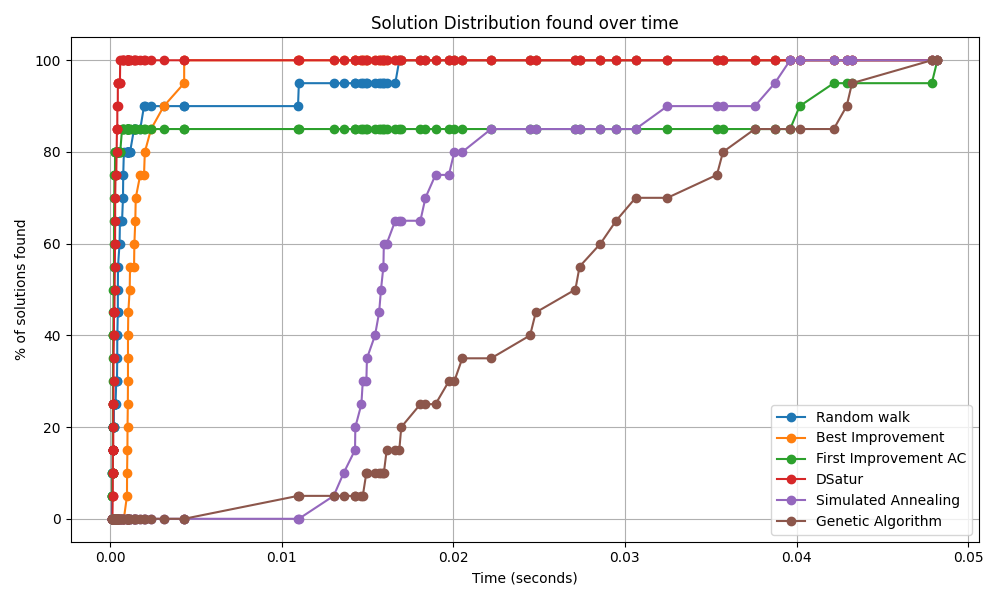 Solution Distribution found over time
100
80
60
40
20
0
% of solutions found
0.00 0.01 0.02 0.03 0.04 0.05
Time (seconds)
Random walk
Best Improvement
First Improvement AC
DSatur
Simulated Annealing
Genetic Algorithm